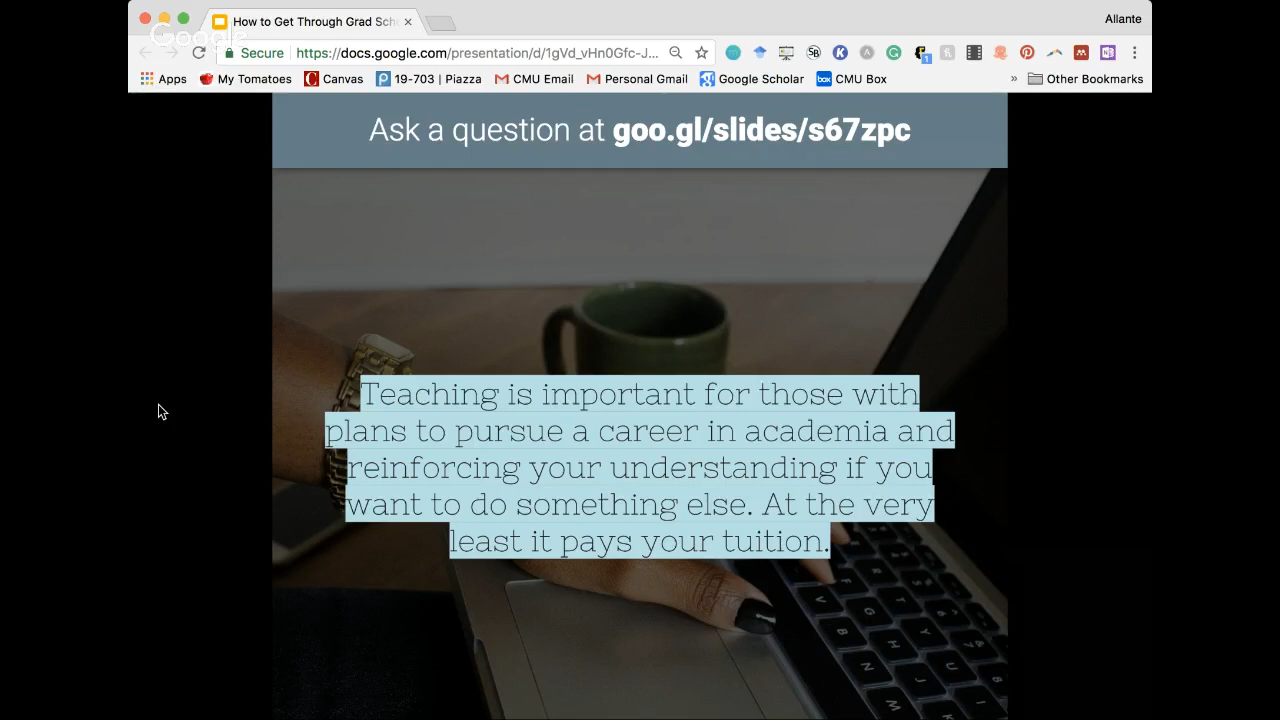 How to Get Through Grad Sch
Allante
Google
Secure https://docs.google.com/presentation/d/1gVd_vHn0Gfc-J...
Apps My Tomatoes Canvas 19-703 | Piazza CMU Email Personal Gmail Google Scholar box CMU Box » Other Bookmarks
Ask a question at goo.gl/slides/s67zpc
Teaching is important for those with
plans to pursue a career in academia and
reinforcing your understanding if you
want to do something else. At the very
least it pays your tuition.